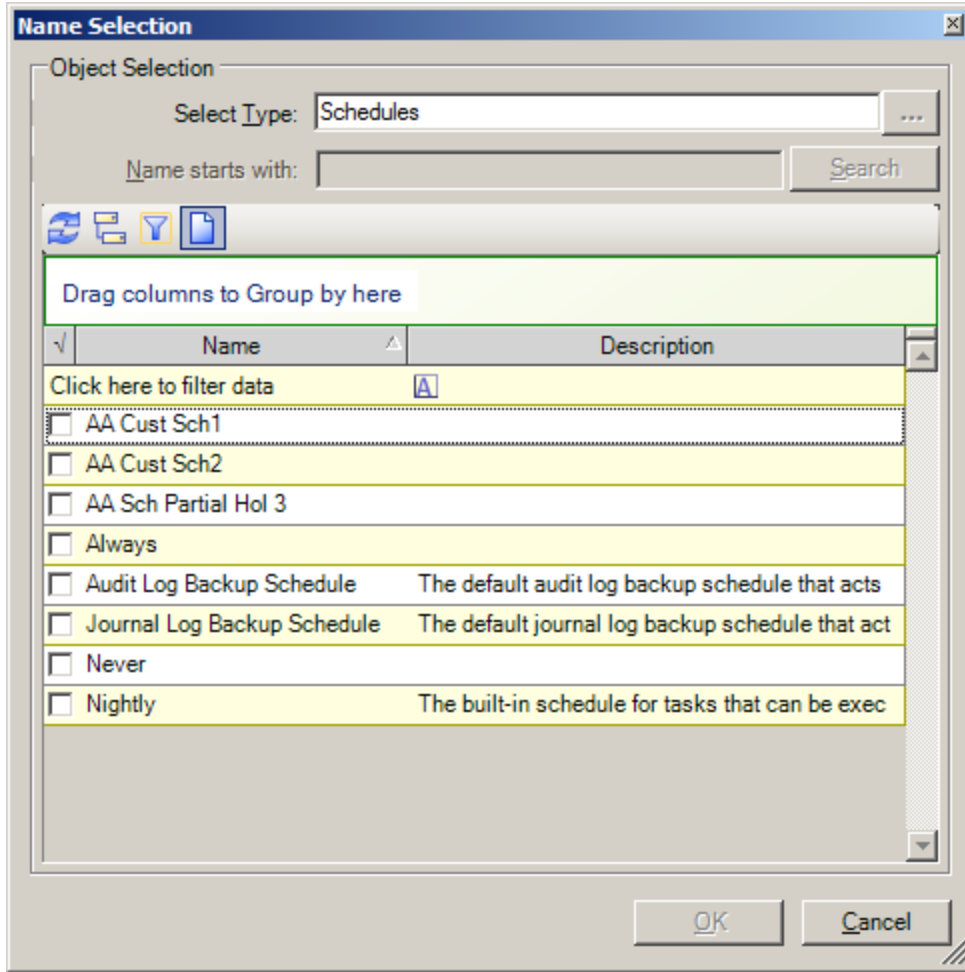 Name Selection
Object Selection
Select Type: Schedules ...
Name starts with: Search
Drag columns to Group by here
√ Name Description
Click here to filter data A
AA Cust Sch1
AA Cust Sch2
AA Sch Partial Hol 3
Always
Audit Log Backup Schedule The default audit log backup schedule that acts
Journal Log Backup Schedule The default journal log backup schedule that act
Never
Nightly The built-in schedule for tasks that can be exec
OK Cancel